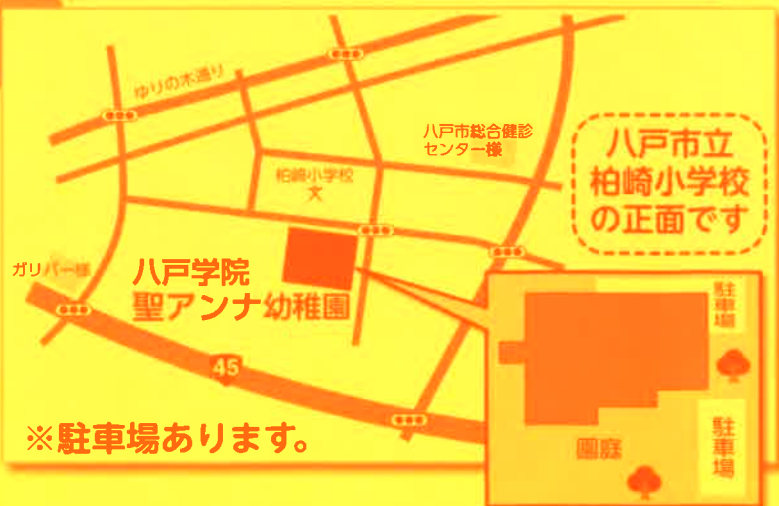 ゆりの木通り
八戸市総合健診
センター様
八戸市立
柏崎小学校
の正面です
柏崎小学校
文
ガリバー様
八戸学院
聖アンナ幼稚園
45
※駐車場あります。
駐車場
園庭
駐車場